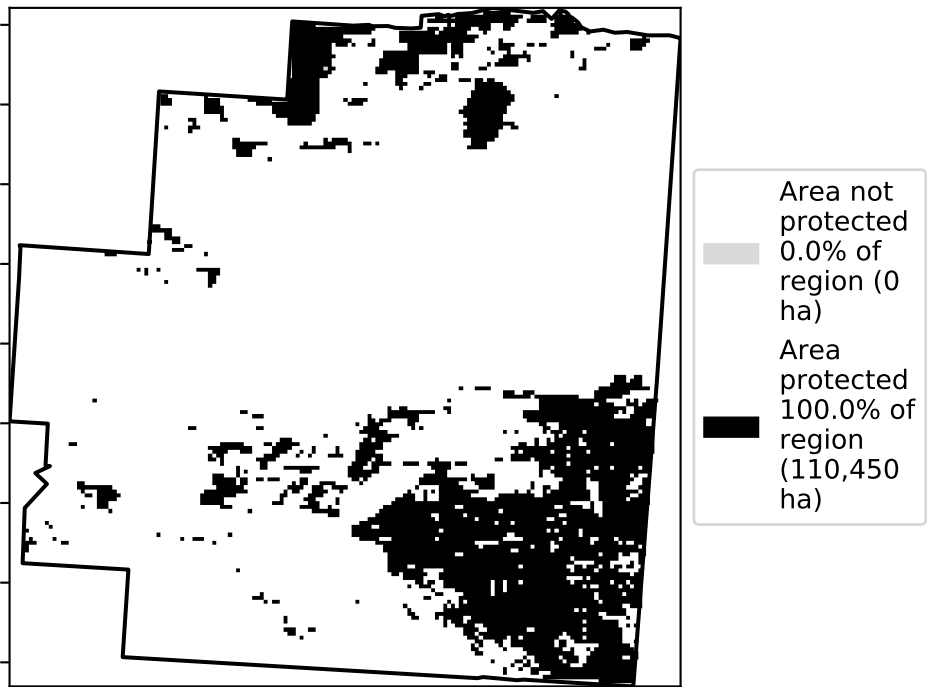 Area not
protected
0.0% of
region (0
ha)
Area
protected
100.0% of
region
(110,450
ha)